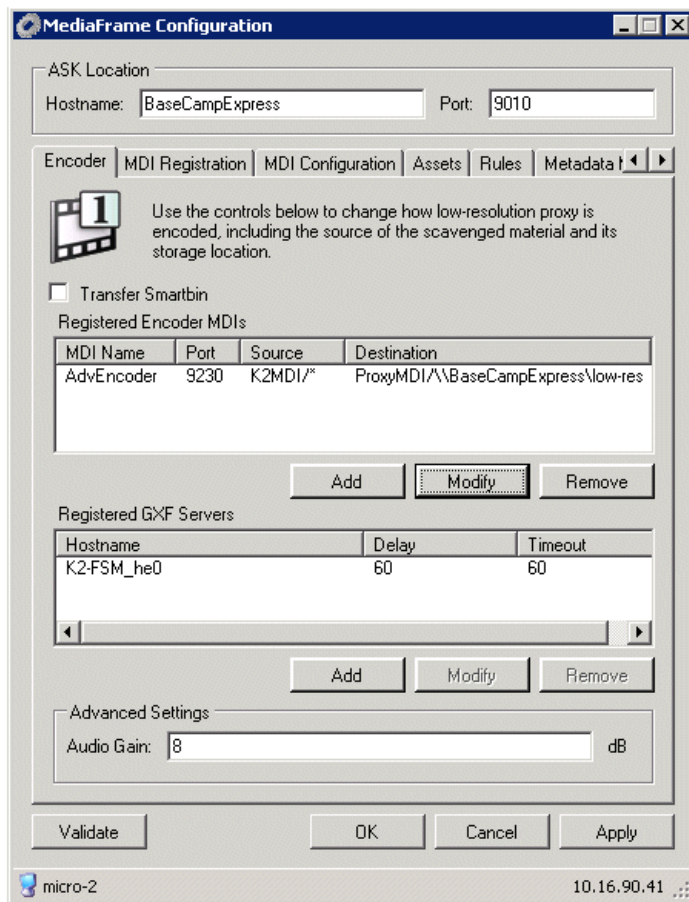 MediaFrame Configuration
ASK Location
Hostname: BaseCampExpress Port: 9010
Encoder MDI Registration MDI Configuration Assets Rules Metadata
1
Use the controls below to change how low-resolution proxy is
encoded, including the source of the scavenged material and its
storage location.
Transfer Smartbin
Registered Encoder MDIs
MDI Name Port Source Destination
AdvEncoder 9230 K2MDI/* ProxyMDI/\\BaseCampExpress\low-res
Add Modify Remove
Registered GXF Servers
Hostname Delay Timeout
K2-FSM_he0 60 60
Add Modify Remove
Advanced Settings
Audio Gain: 8 dB
Validate OK Cancel Apply
micro-2 10.16.90.41